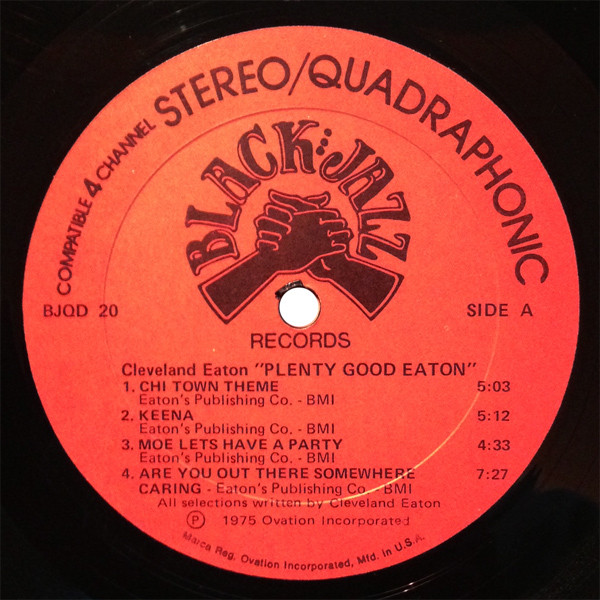 COMPATIBLE 4 CHANNEL STEREO/QUADRAPHONIC
BLACK JAZZ
BJQD 20
SIDE A
RECORDS
Cleveland Eaton "PLENTY GOOD EATON"
1. CHI TOWN THEME 5:03
Eaton's Publishing Co. - BMI
2. KEENA 5:12
Eaton's Publishing Co. - BMI
3. MOE LETS HAVE A PARTY 4:33
Eaton's Publishing Co. - BMI
4. ARE YOU OUT THERE SOMEWHERE 7:27
CARING - Eaton's Publishing Co. - BMI
All selections written by Cleveland Eaton
Ⓟ 1975 Ovation Incorporated
Marca Reg. Ovation Incorporated, Mfd. in U.S.A.